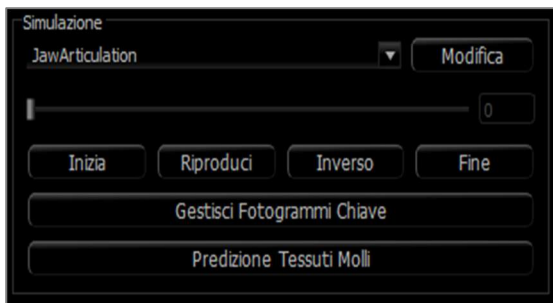 Simulazione
JawArticulation Modifica
0
Inizia Riproduci Inverso Fine
Gestisci Fotogrammi Chiave
Predizione Tessuti Molli